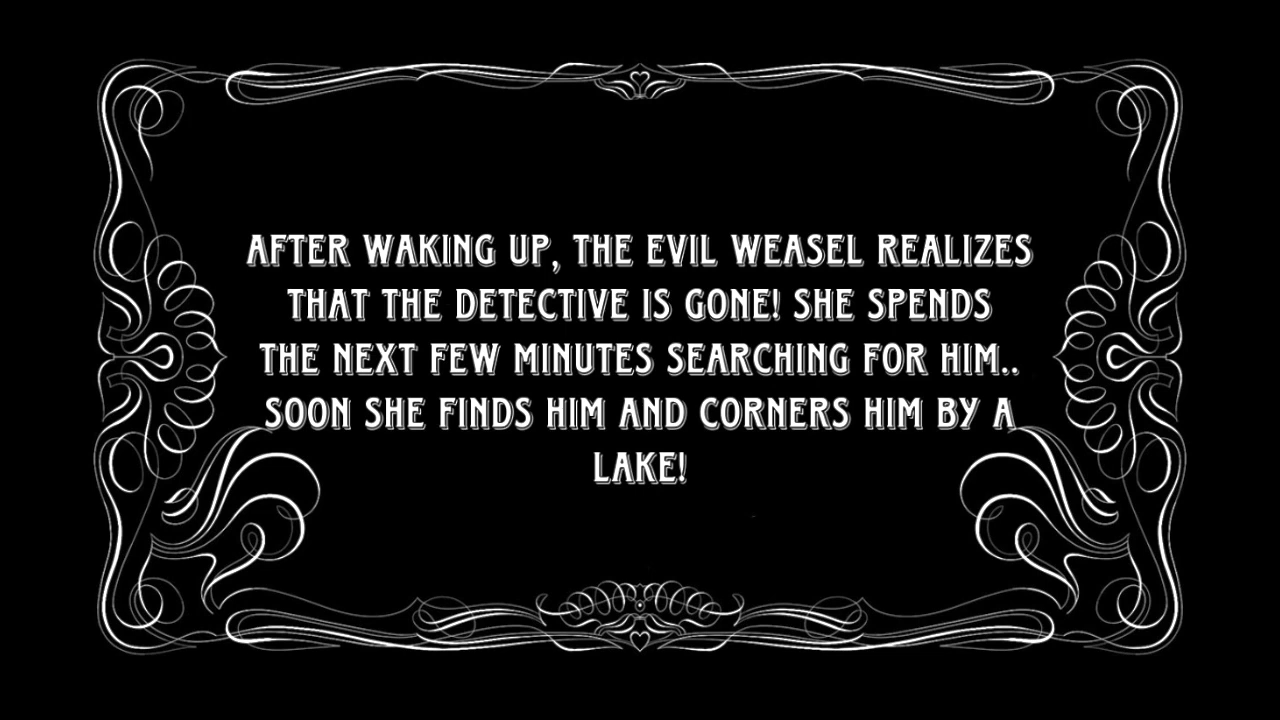 AFTER WAKING UP, THE EVIL WEASEL REALIZES
THAT THE DETECTIVE IS GONE! SHE SPENDS
THE NEXT FEW MINUTES SEARCHING FOR HIM..
SOON SHE FINDS HIM AND CORNERS HIM BY A
LAKE!